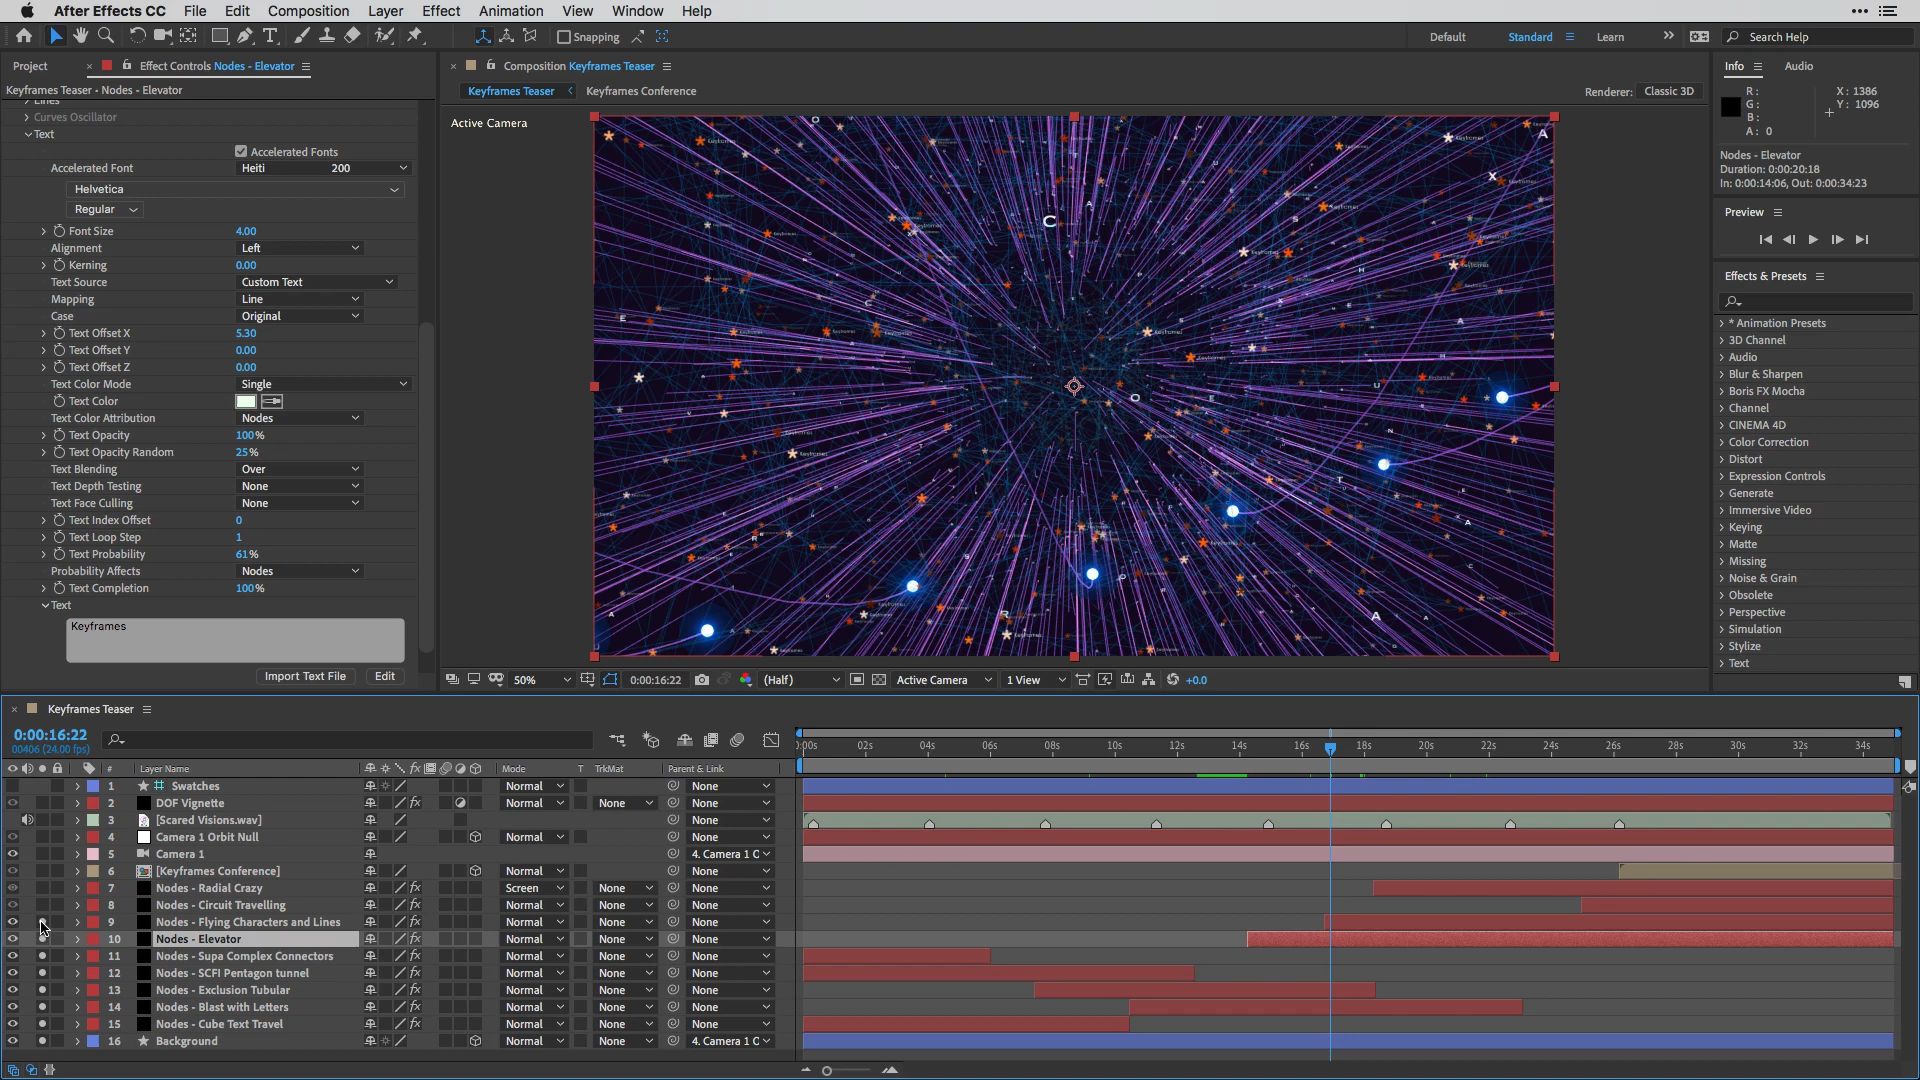 After Effects CC File Edit Composition Layer Effect Animation View Window Help
Snapping Default Standard Learn Search Help
Project Effect Controls Nodes - Elevator
Keyframes Teaser • Nodes - Elevator
Lines
Curves Oscillator
Text
Accelerated Fonts
Accelerated Font Heiti 200
Helvetica
Regular
Font Size 4.00
Alignment Left
Kerning 0.00
Text Source Custom Text
Mapping Line
Case Original
Text Offset X 5.30
Text Offset Y 0.00
Text Offset Z 0.00
Text Color Mode Single
Text Color
Text Color Attribution Nodes
Text Opacity 100%
Text Opacity Random 25%
Text Blending Over
Text Depth Testing None
Text Face Culling None
Text Index Offset 0
Text Loop Step 1
Text Probability 61%
Probability Affects Nodes
Text Completion 100%
Text
Keyframes
Import Text File Edit
Composition Keyframes Teaser
Keyframes Teaser Keyframes Conference Renderer: Classic 3D
Active Camera
50% 0:00:16:22 (Half) Active Camera 1 View +0.0
Info Audio
R: X: 1386
G: Y: 1096
B:
A: 0
Nodes - Elevator
Duration: 0:00:20:18
In: 0:00:14:06, Out: 0:00:34:23
Preview
Effects & Presets
* Animation Presets
3D Channel
Audio
Blur & Sharpen
Boris FX Mocha
Channel
CINEMA 4D
Color Correction
Distort
Expression Controls
Generate
Immersive Video
Keying
Matte
Missing
Noise & Grain
Obsolete
Perspective
Simulation
Stylize
Text
Keyframes Teaser
0:00:16:22
00406 (24.00 fps)
# Layer Name Mode T TrkMat Parent & Link
):00s 02s 04s 06s 08s 10s 12s 14s 16s 18s 20s 22s 24s 26s 28s 30s 32s 34s
1 Swatches Normal None
2 DOF Vignette Normal None None
3 [Scared Visions.wav] None
4 Camera 1 Orbit Null Normal None
5 Camera 1 4. Camera 1 C
6 [Keyframes Conference] Normal None
7 Nodes - Radial Crazy Screen None None
8 Nodes - Circuit Travelling Normal None None
9 Nodes - Flying Characters and Lines Normal None None
10 Nodes - Elevator Normal None None
11 Nodes - Supa Complex Connectors Normal None None
12 Nodes - SCFI Pentagon tunnel Normal None None
13 Nodes - Exclusion Tubular Normal None None
14 Nodes - Blast with Letters Normal None None
15 Nodes - Cube Text Travel Normal None None
16 Background Normal None 4. Camera 1 C